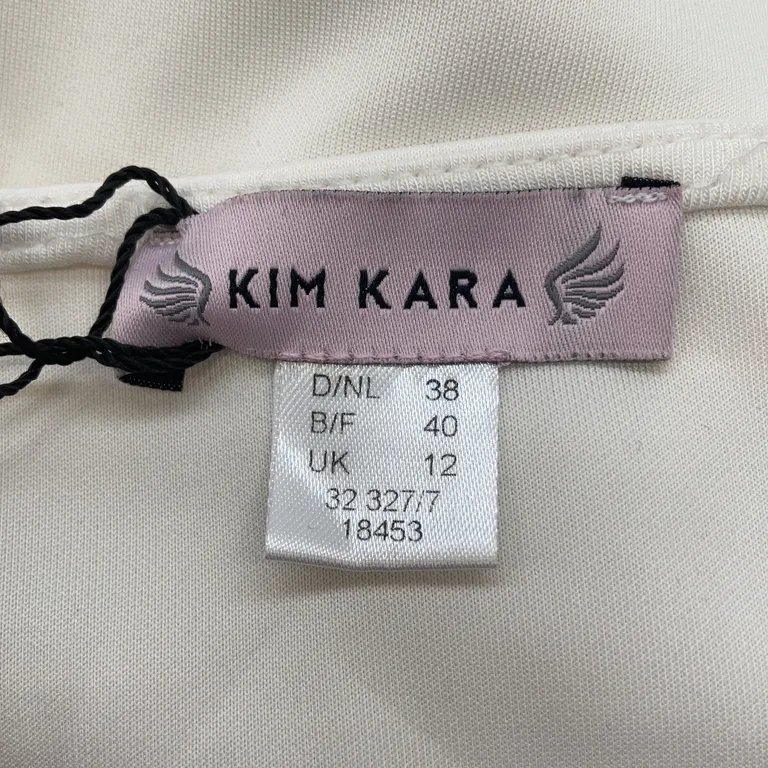 KIM KARA
D/NL 38
B/F 40
UK 12
32 327/7
18453